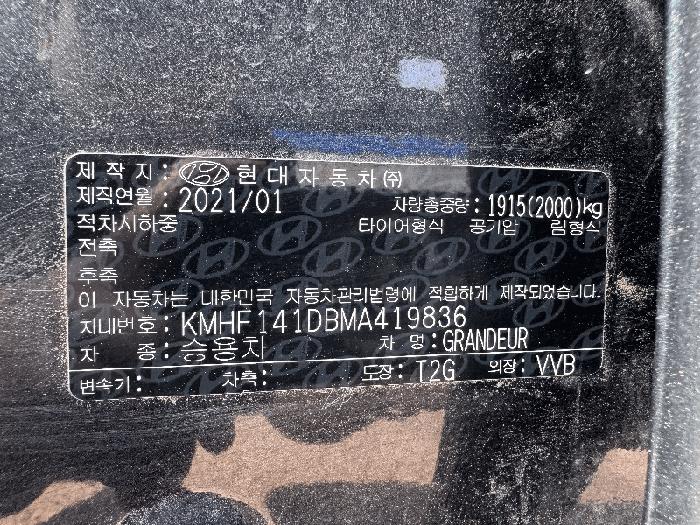 제 작 자 : 현 대 자 동 차 ㈜
제작연월 : 2021/01 차량총중량 : 1915(2000)kg
적차시하중 타이어형식 공기압 림형식
전축
후축
이 자동차는 대한민국 자동차관리법령에 적합하게 제작되었습니다.
차대번호 : KMHF141DBMA419836
차 종 : 승용차 차 명 : GRANDEUR
변속기 : 차축 : 도장 : T2G 외장 : VVB